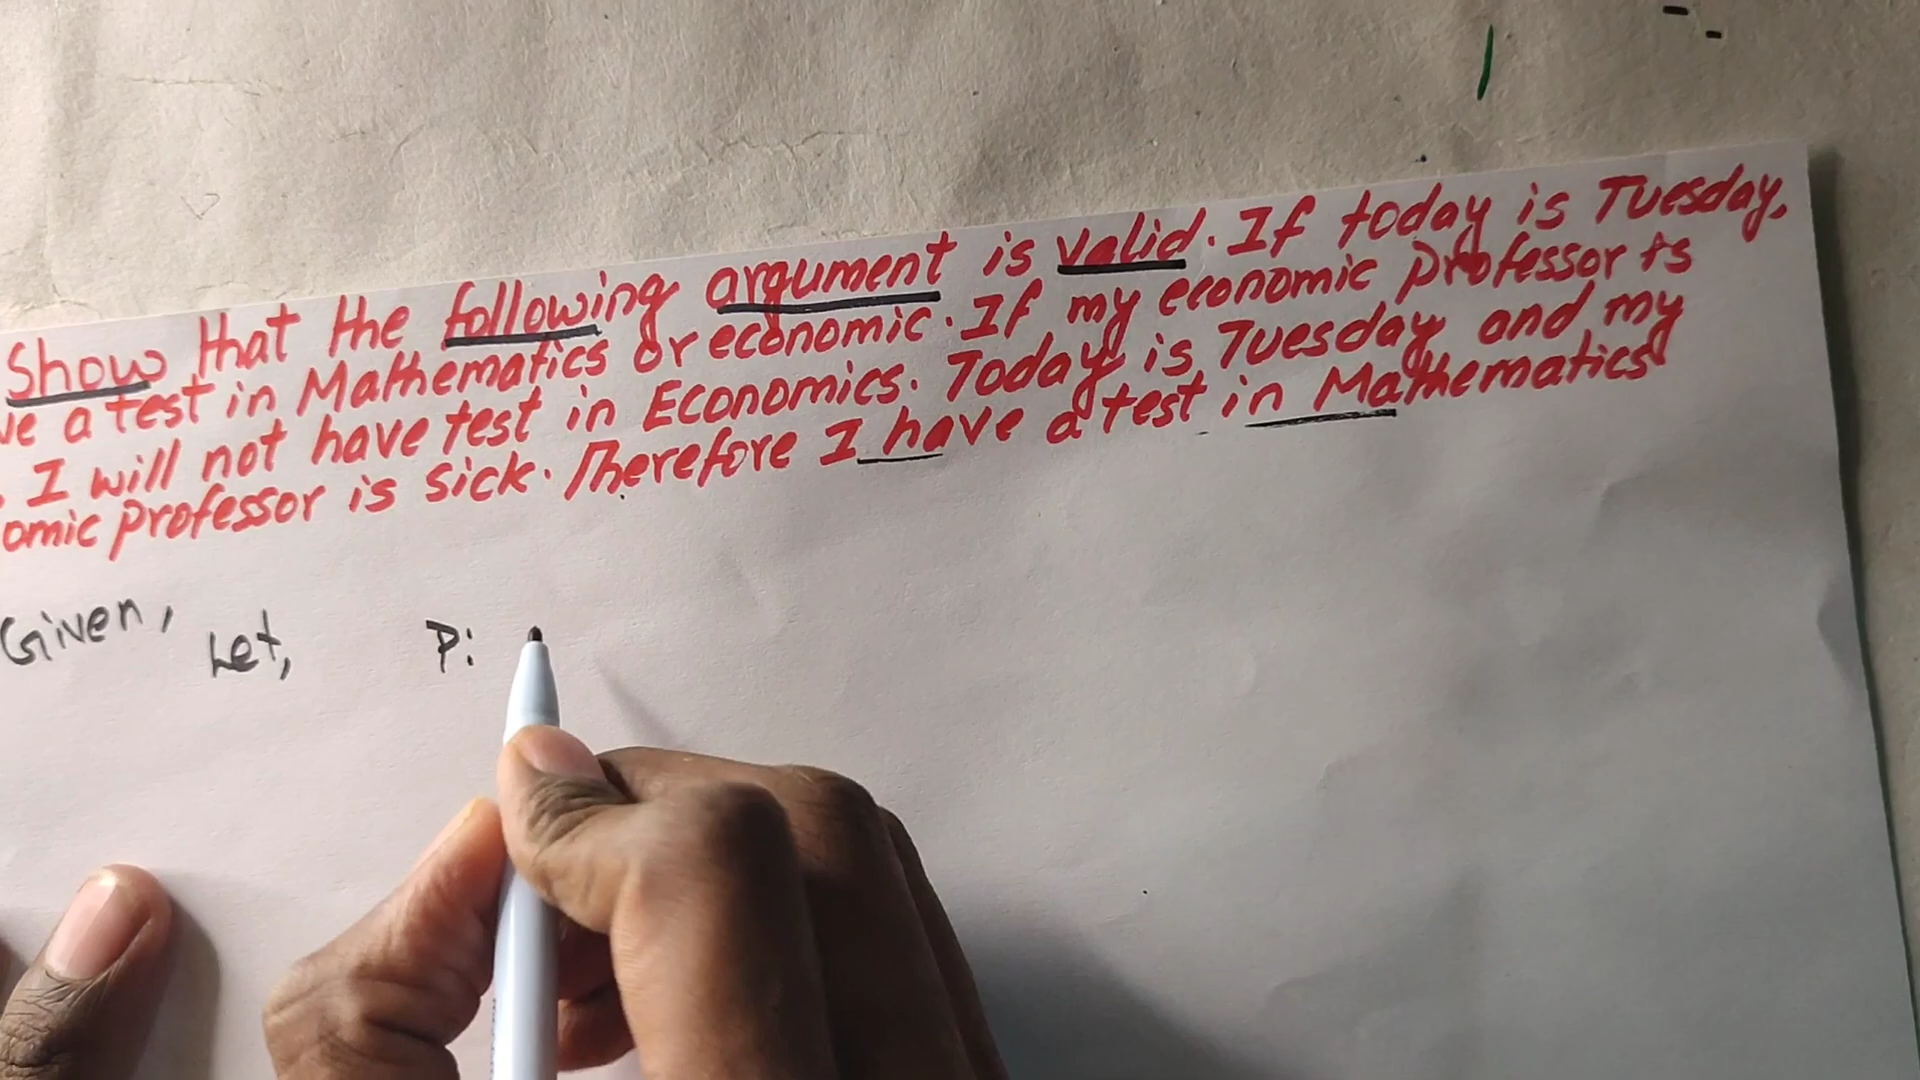 Show that the following argument is valid. If today is Tuesday,
ve a test in Mathematics or economic. If my economic professor is
. I will not have test in Economics. Today is Tuesday and my
omic professor is sick. Therefore I have a test in Mathematics
Given,
Let, P: